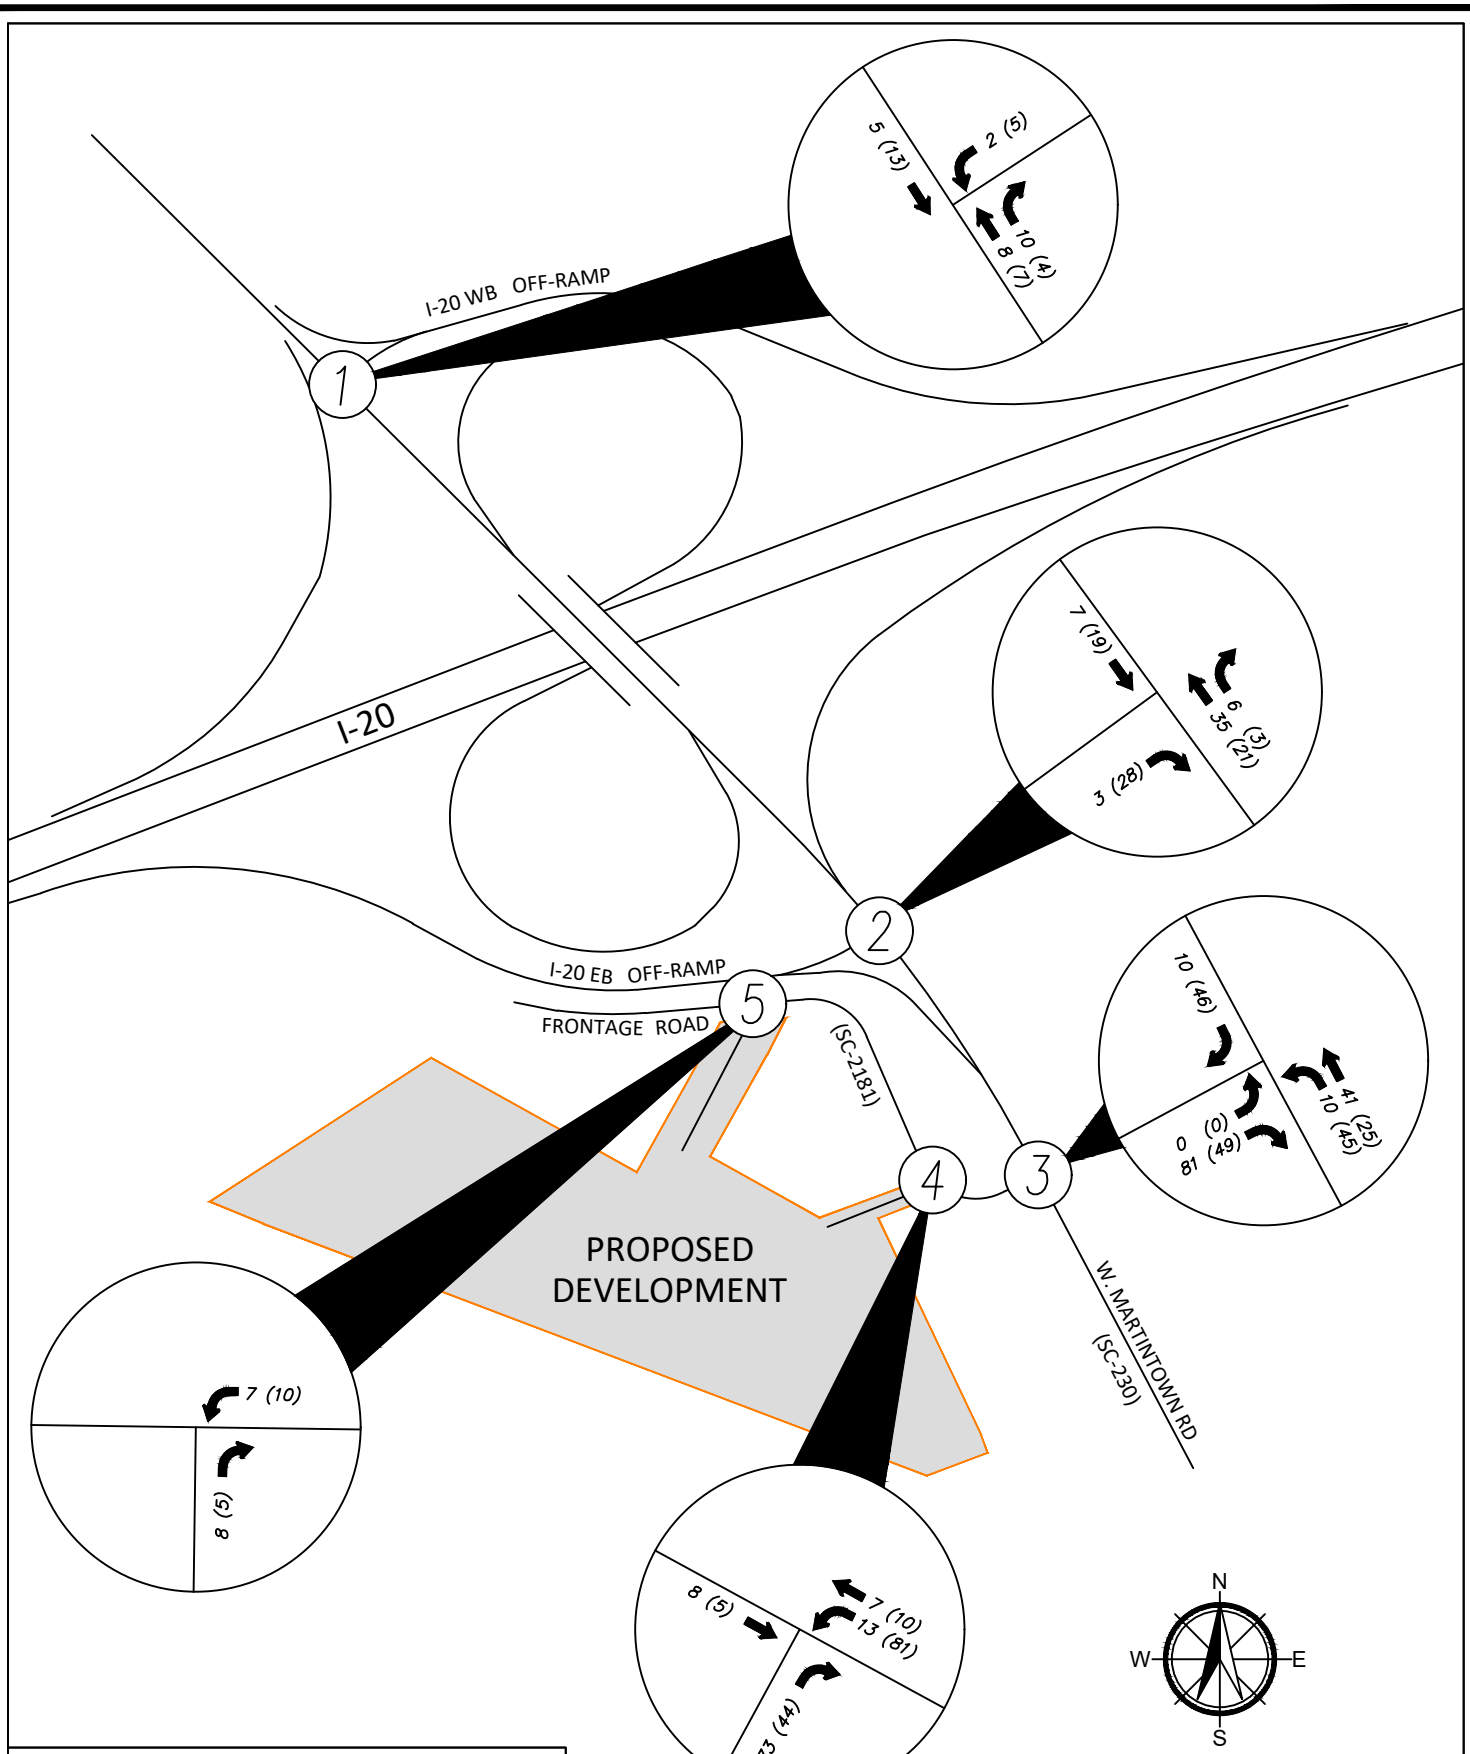 5 (13)
2 (5)
10 (4)
8 (7)
I-20 WB OFF-RAMP
1
I-20
7 (19)
6 (3)
35 (21)
3 (28)
2
I-20 EB OFF-RAMP
5
FRONTAGE ROAD
(SC-2181)
10 (46)
41 (25)
10 (45)
0 (0)
81 (49)
4
3
PROPOSED
DEVELOPMENT
W. MARTINTOWN RD
(SC-230)
7 (10)
8 (5)
8 (5)
7 (10)
13 (81)
(44)
N
W
E
S